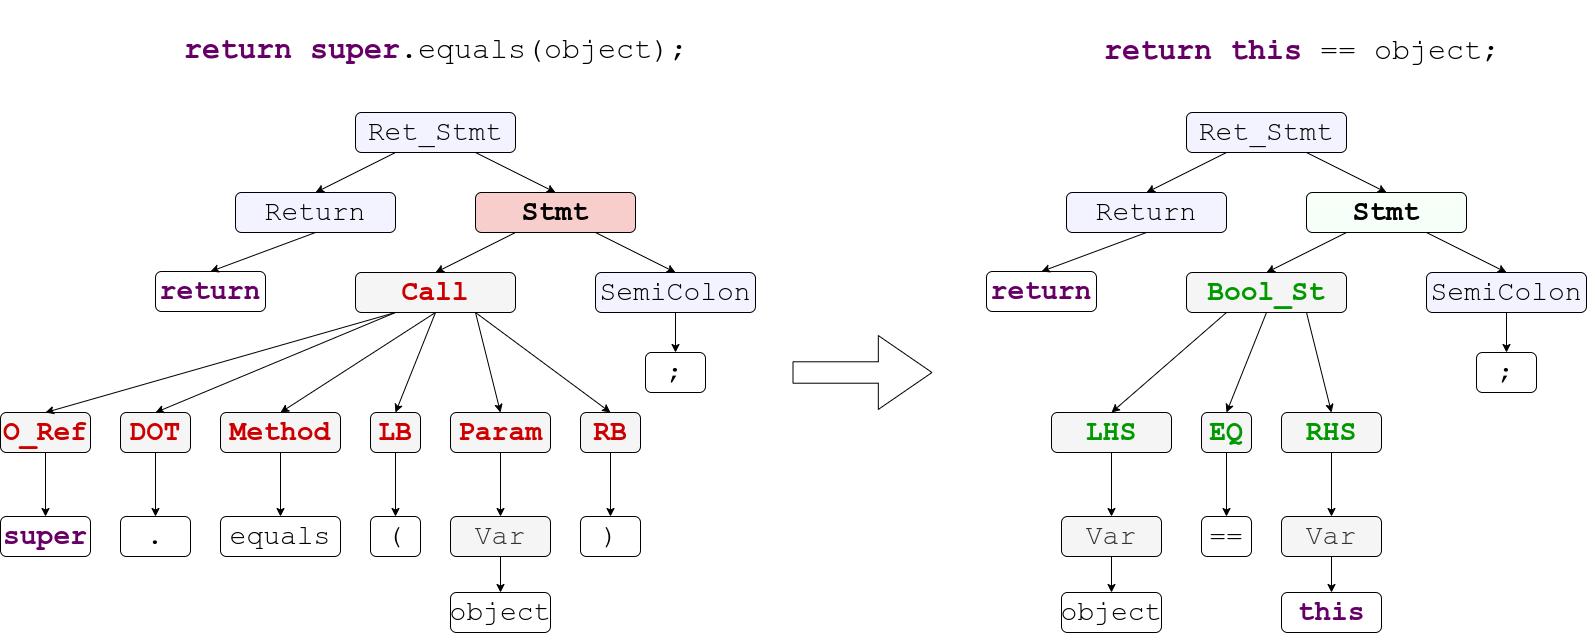 return super.equals(object);
return this == object;
Ret_Stmt
Ret_Stmt
Return
Stmt
Return
Stmt
return
Call
SemiColon
return
Bool_St
SemiColon
;
;
O_Ref
DOT
Method
LB
Param
RB
LHS
EQ
RHS
super
.
equals
(
Var
)
Var
==
Var
object
object
this